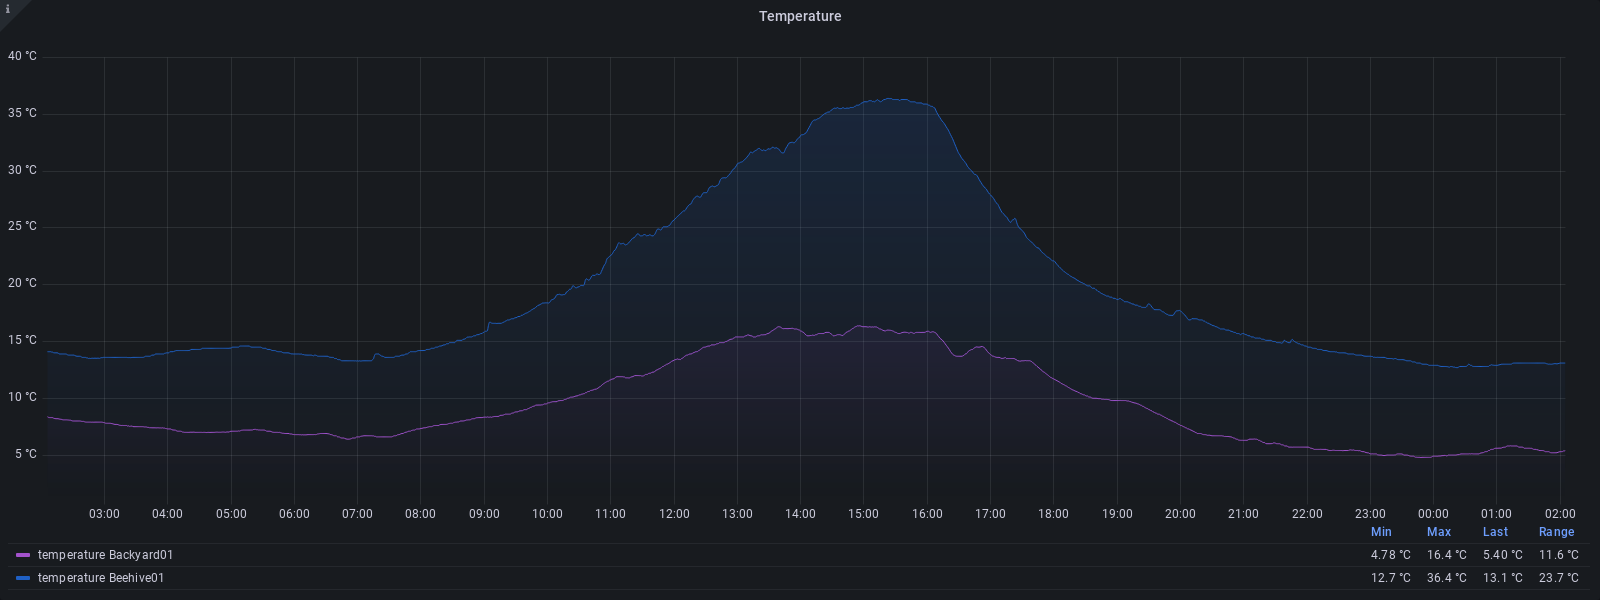 i
Temperature
40 °C
35 °C
30 °C
25 °C
20 °C
15 °C
10 °C
5 °C
03:00 04:00 05:00 06:00 07:00 08:00 09:00 10:00 11:00 12:00 13:00 14:00 15:00 16:00 17:00 18:00 19:00 20:00 21:00 22:00 23:00 00:00 01:00 02:00
Min Max Last Range
temperature Backyard01 4.78 °C 16.4 °C 5.40 °C 11.6 °C
temperature Beehive01 12.7 °C 36.4 °C 13.1 °C 23.7 °C